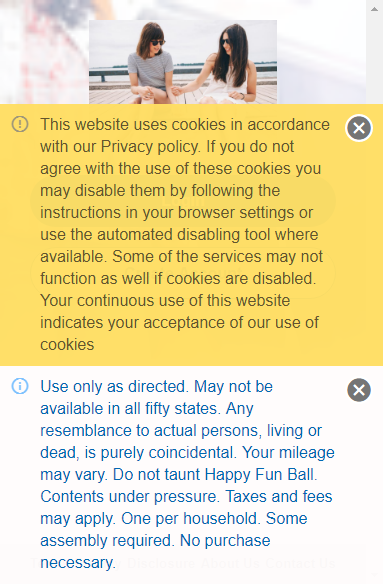 This website uses cookies in accordance
with our Privacy policy. If you do not
agree with the use of these cookies you
may disable them by following the
instructions in your browser settings or
use the automated disabling tool where
available. Some of the services may not
function as well if cookies are disabled.
Your continuous use of this website
indicates your acceptance of our use of
cookies
Use only as directed. May not be
available in all fifty states. Any
resemblance to actual persons, living or
dead, is purely coincidental. Your mileage
may vary. Do not taunt Happy Fun Ball.
Contents under pressure. Taxes and fees
may apply. One per household. Some
assembly required. No purchase
necessary.